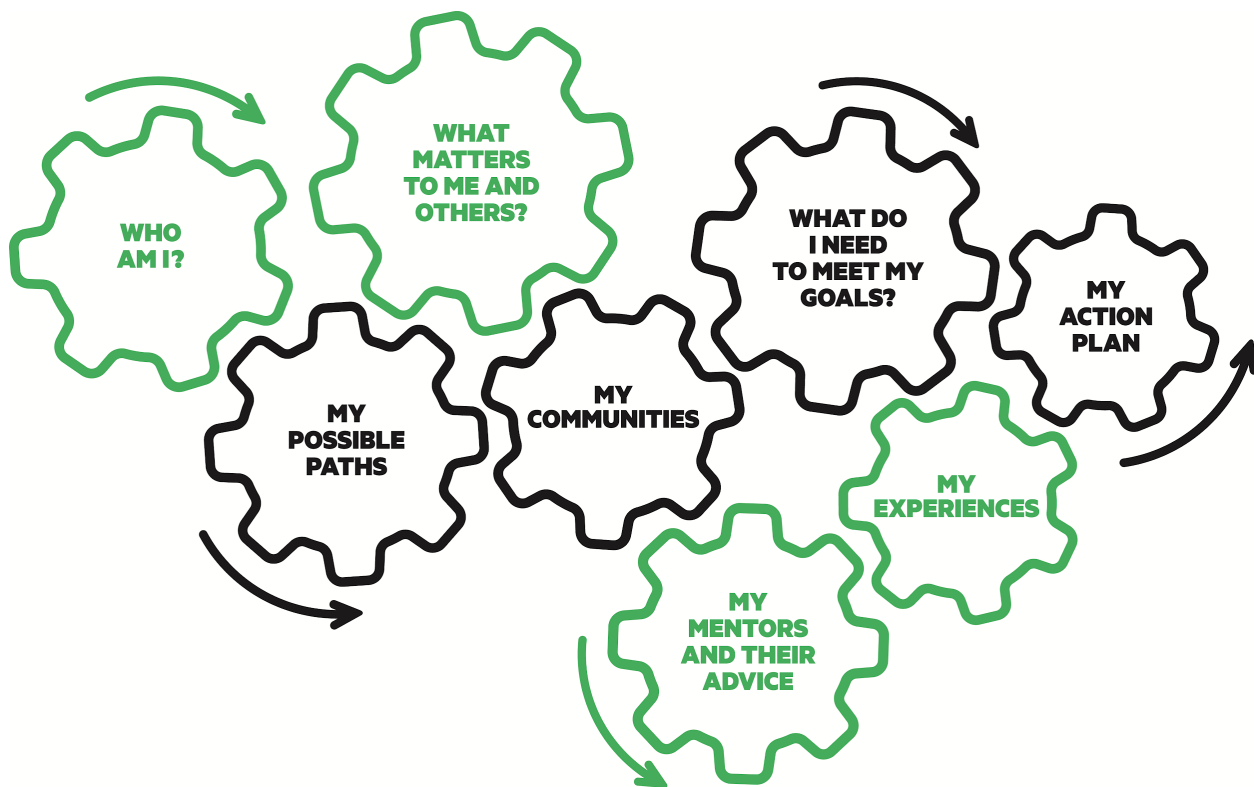 WHO
AM I?
WHAT
MATTERS
TO ME AND
OTHERS?
MY
POSSIBLE
PATHS
MY
COMMUNITIES
WHAT DO
I NEED
TO MEET MY
GOALS?
MY
ACTION
PLAN
MY
EXPERIENCES
MY
MENTORS
AND THEIR
ADVICE